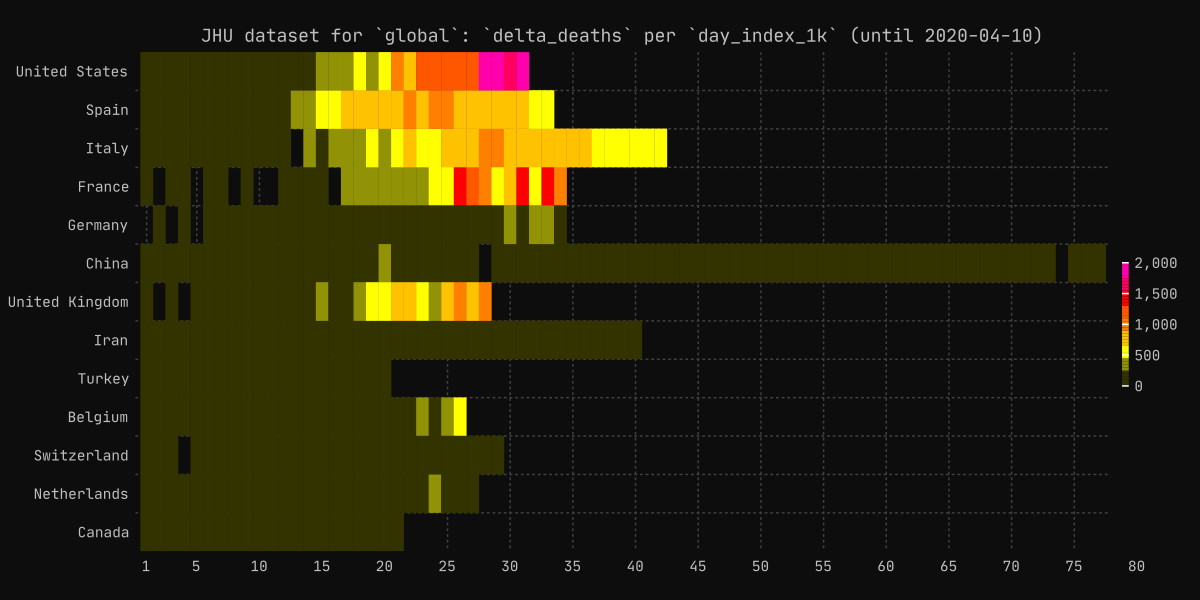 JHU dataset for `global`: `delta_deaths` per `day_index_1k` (until 2020-04-10)
United States
Spain
Italy
France
Germany
China
United Kingdom
Iran
Turkey
Belgium
Switzerland
Netherlands
Canada
2,000
1,500
1,000
500
0
1 5 10 15 20 25 30 35 40 45 50 55 60 65 70 75 80